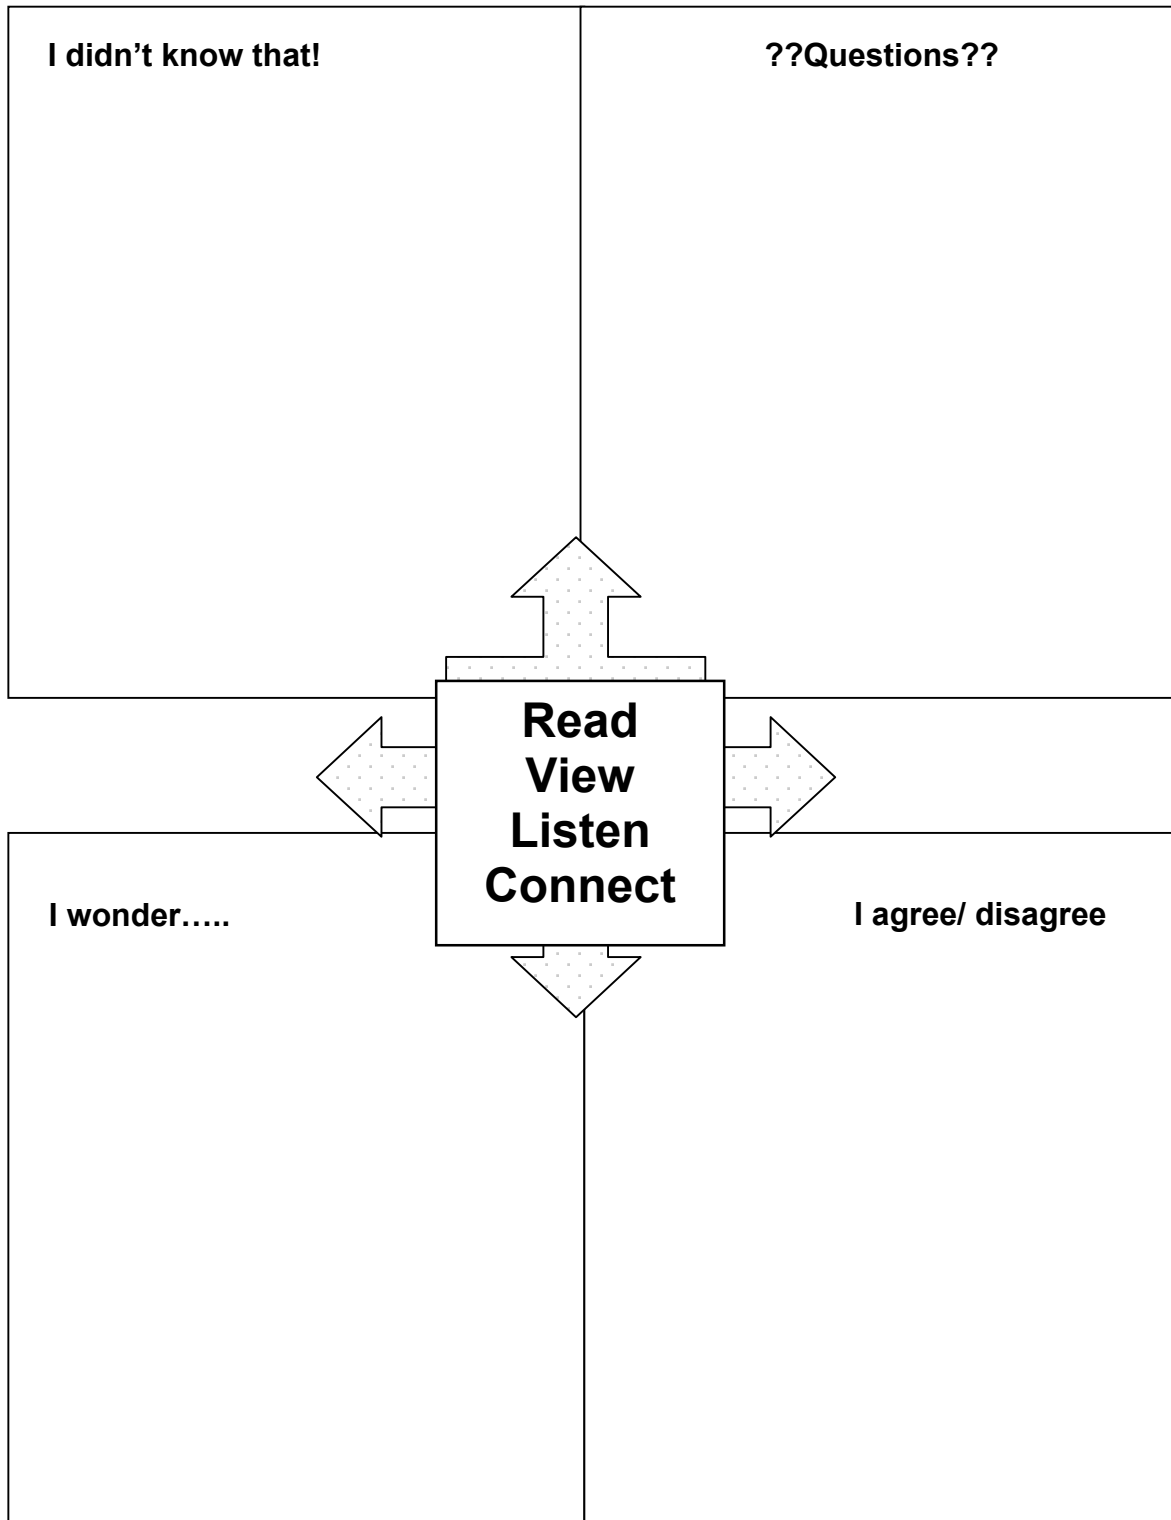 I didn’t know that!
??Questions??
Read
View
Listen
Connect
I wonder…..
I agree/ disagree